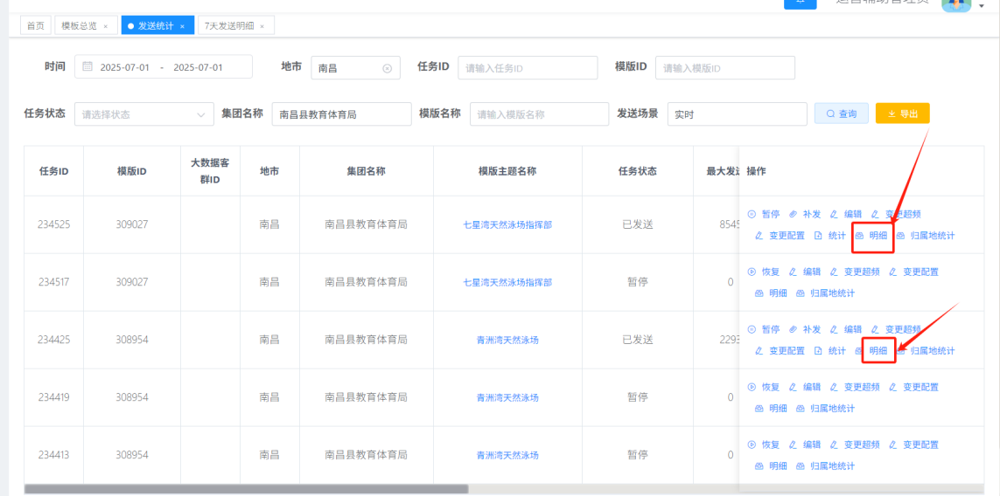 首页 模板总览 × 发送统计 × 7天发送明细 ×
时间 2025-07-01 - 2025-07-01 地市 南昌 任务ID 请输入任务ID 模版ID 请输入模版ID
任务状态 请选择状态 集团名称 南昌县教育体育局 模版名称 请输入模版名称 发送场景 实时 查询 导出
任务ID 模版ID 大数据客群ID 地市 集团名称 模版主题名称 任务状态 最大发 操作
234525 309027 南昌 南昌县教育体育局 七星湾天然泳场指挥部 已发送 8545 暂停 补发 编辑 变更超频
变更配置 统计 明细 归属地统计
234517 309027 南昌 南昌县教育体育局 七星湾天然泳场指挥部 暂停 0 恢复 编辑 变更超频 变更配置
明细 归属地统计
234425 308954 南昌 南昌县教育体育局 青洲湾天然泳场 已发送 2293 暂停 补发 编辑 变更超频
变更配置 统计 明细 归属地统计
234419 308954 南昌 南昌县教育体育局 青洲湾天然泳场 暂停 0 恢复 编辑 变更超频 变更配置
明细 归属地统计
234413 308954 南昌 南昌县教育体育局 青洲湾天然泳场 暂停 0 恢复 编辑 变更超频 变更配置
明细 归属地统计